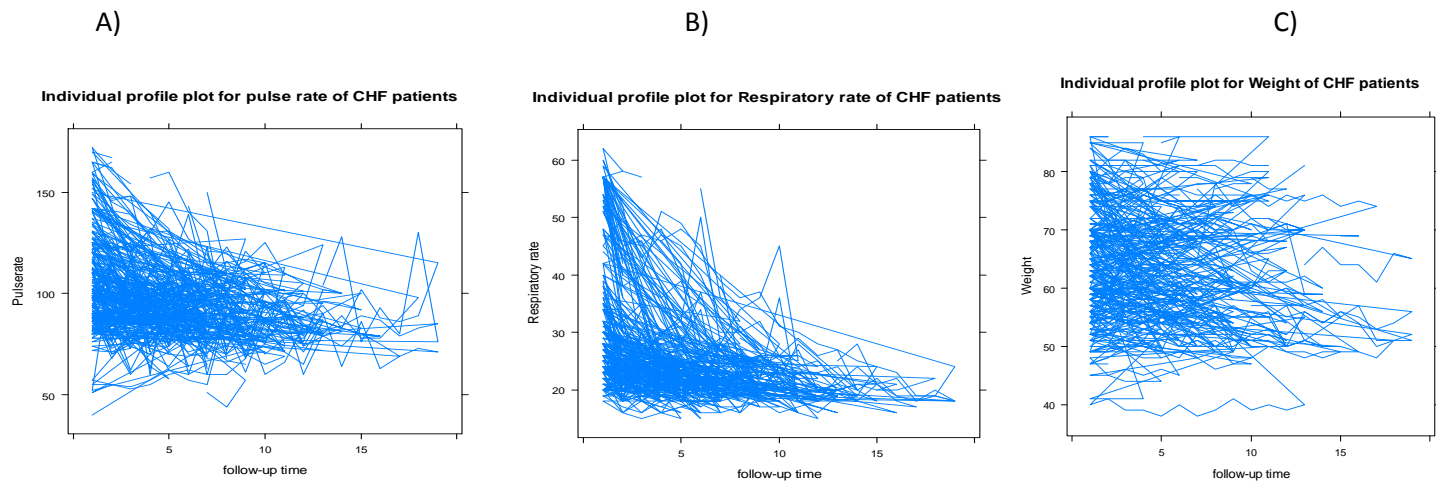 A)
B)
C)
Individual profile plot for pulse rate of CHF patients
Pulserate
150
100
50
5
10
15
follow-up time
Individual profile plot for Respiratory rate of CHF patients
Respiratory rate
60
50
40
30
20
5
10
15
follow-up time
Individual profile plot for Weight of CHF patients
Weight
80
70
60
50
40
5
10
15
follow-up time